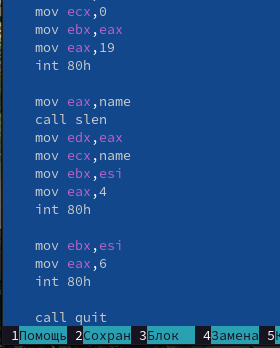 mov ecx,0
mov ebx,eax
mov eax,19
int 80h
mov eax,name
call slen
mov edx,eax
mov ecx,name
mov ebx,esi
mov eax,4
int 80h
mov ebx,esi
mov eax,6
int 80h
call quit
1Помощь 2Сохран 3Блок 4Замена 5